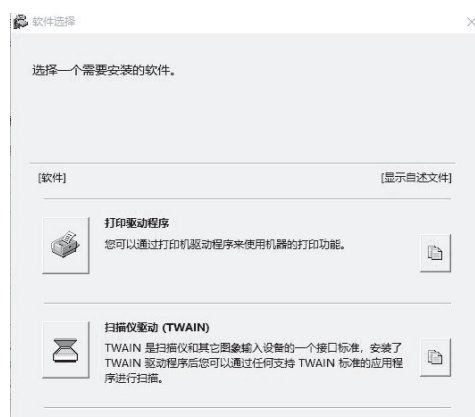 软件选择
选择一个需要安装的软件。
[软件] [显示自述文件]
打印驱动程序
您可以通过打印机驱动程序来使用机器的打印功能。
扫描仪驱动 (TWAIN)
TWAIN 是扫描仪和其它图象输入设备的一个接口标准，安装了
TWAIN 驱动程序后您可以通过任何支持 TWAIN 标准的应用程
序进行扫描。